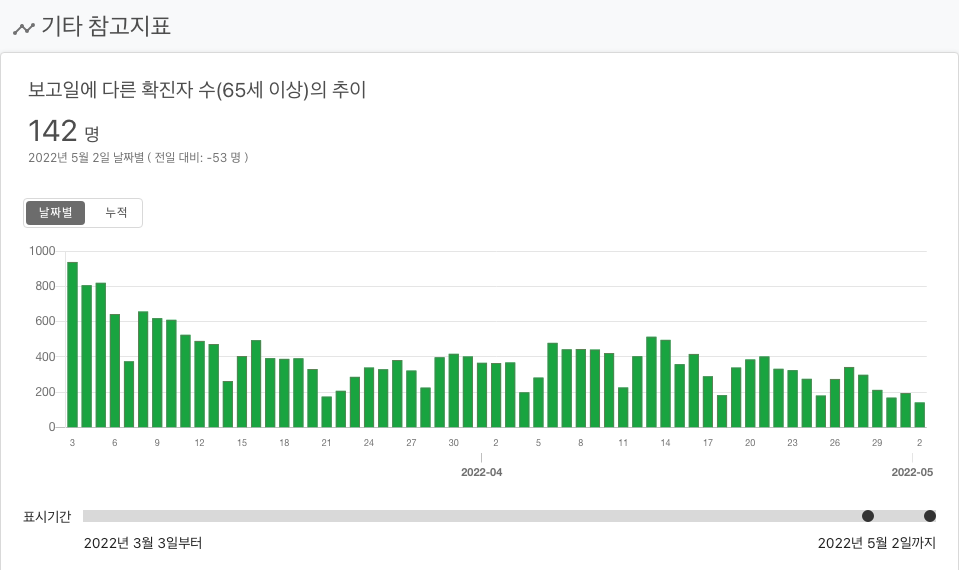 기타 참고지표
보고일에 다른 확진자 수(65세 이상)의 추이
142 명
2022년 5월 2일 날짜별 ( 전일 대비: -53 명 )
날짜별 누적
1000
800
600
400
200
0
3 6 9 12 15 18 21 24 27 30 2 5 8 11 14 17 20 23 26 29 2
2022-04 2022-05
표시기간
2022년 3월 3일부터 2022년 5월 2일까지